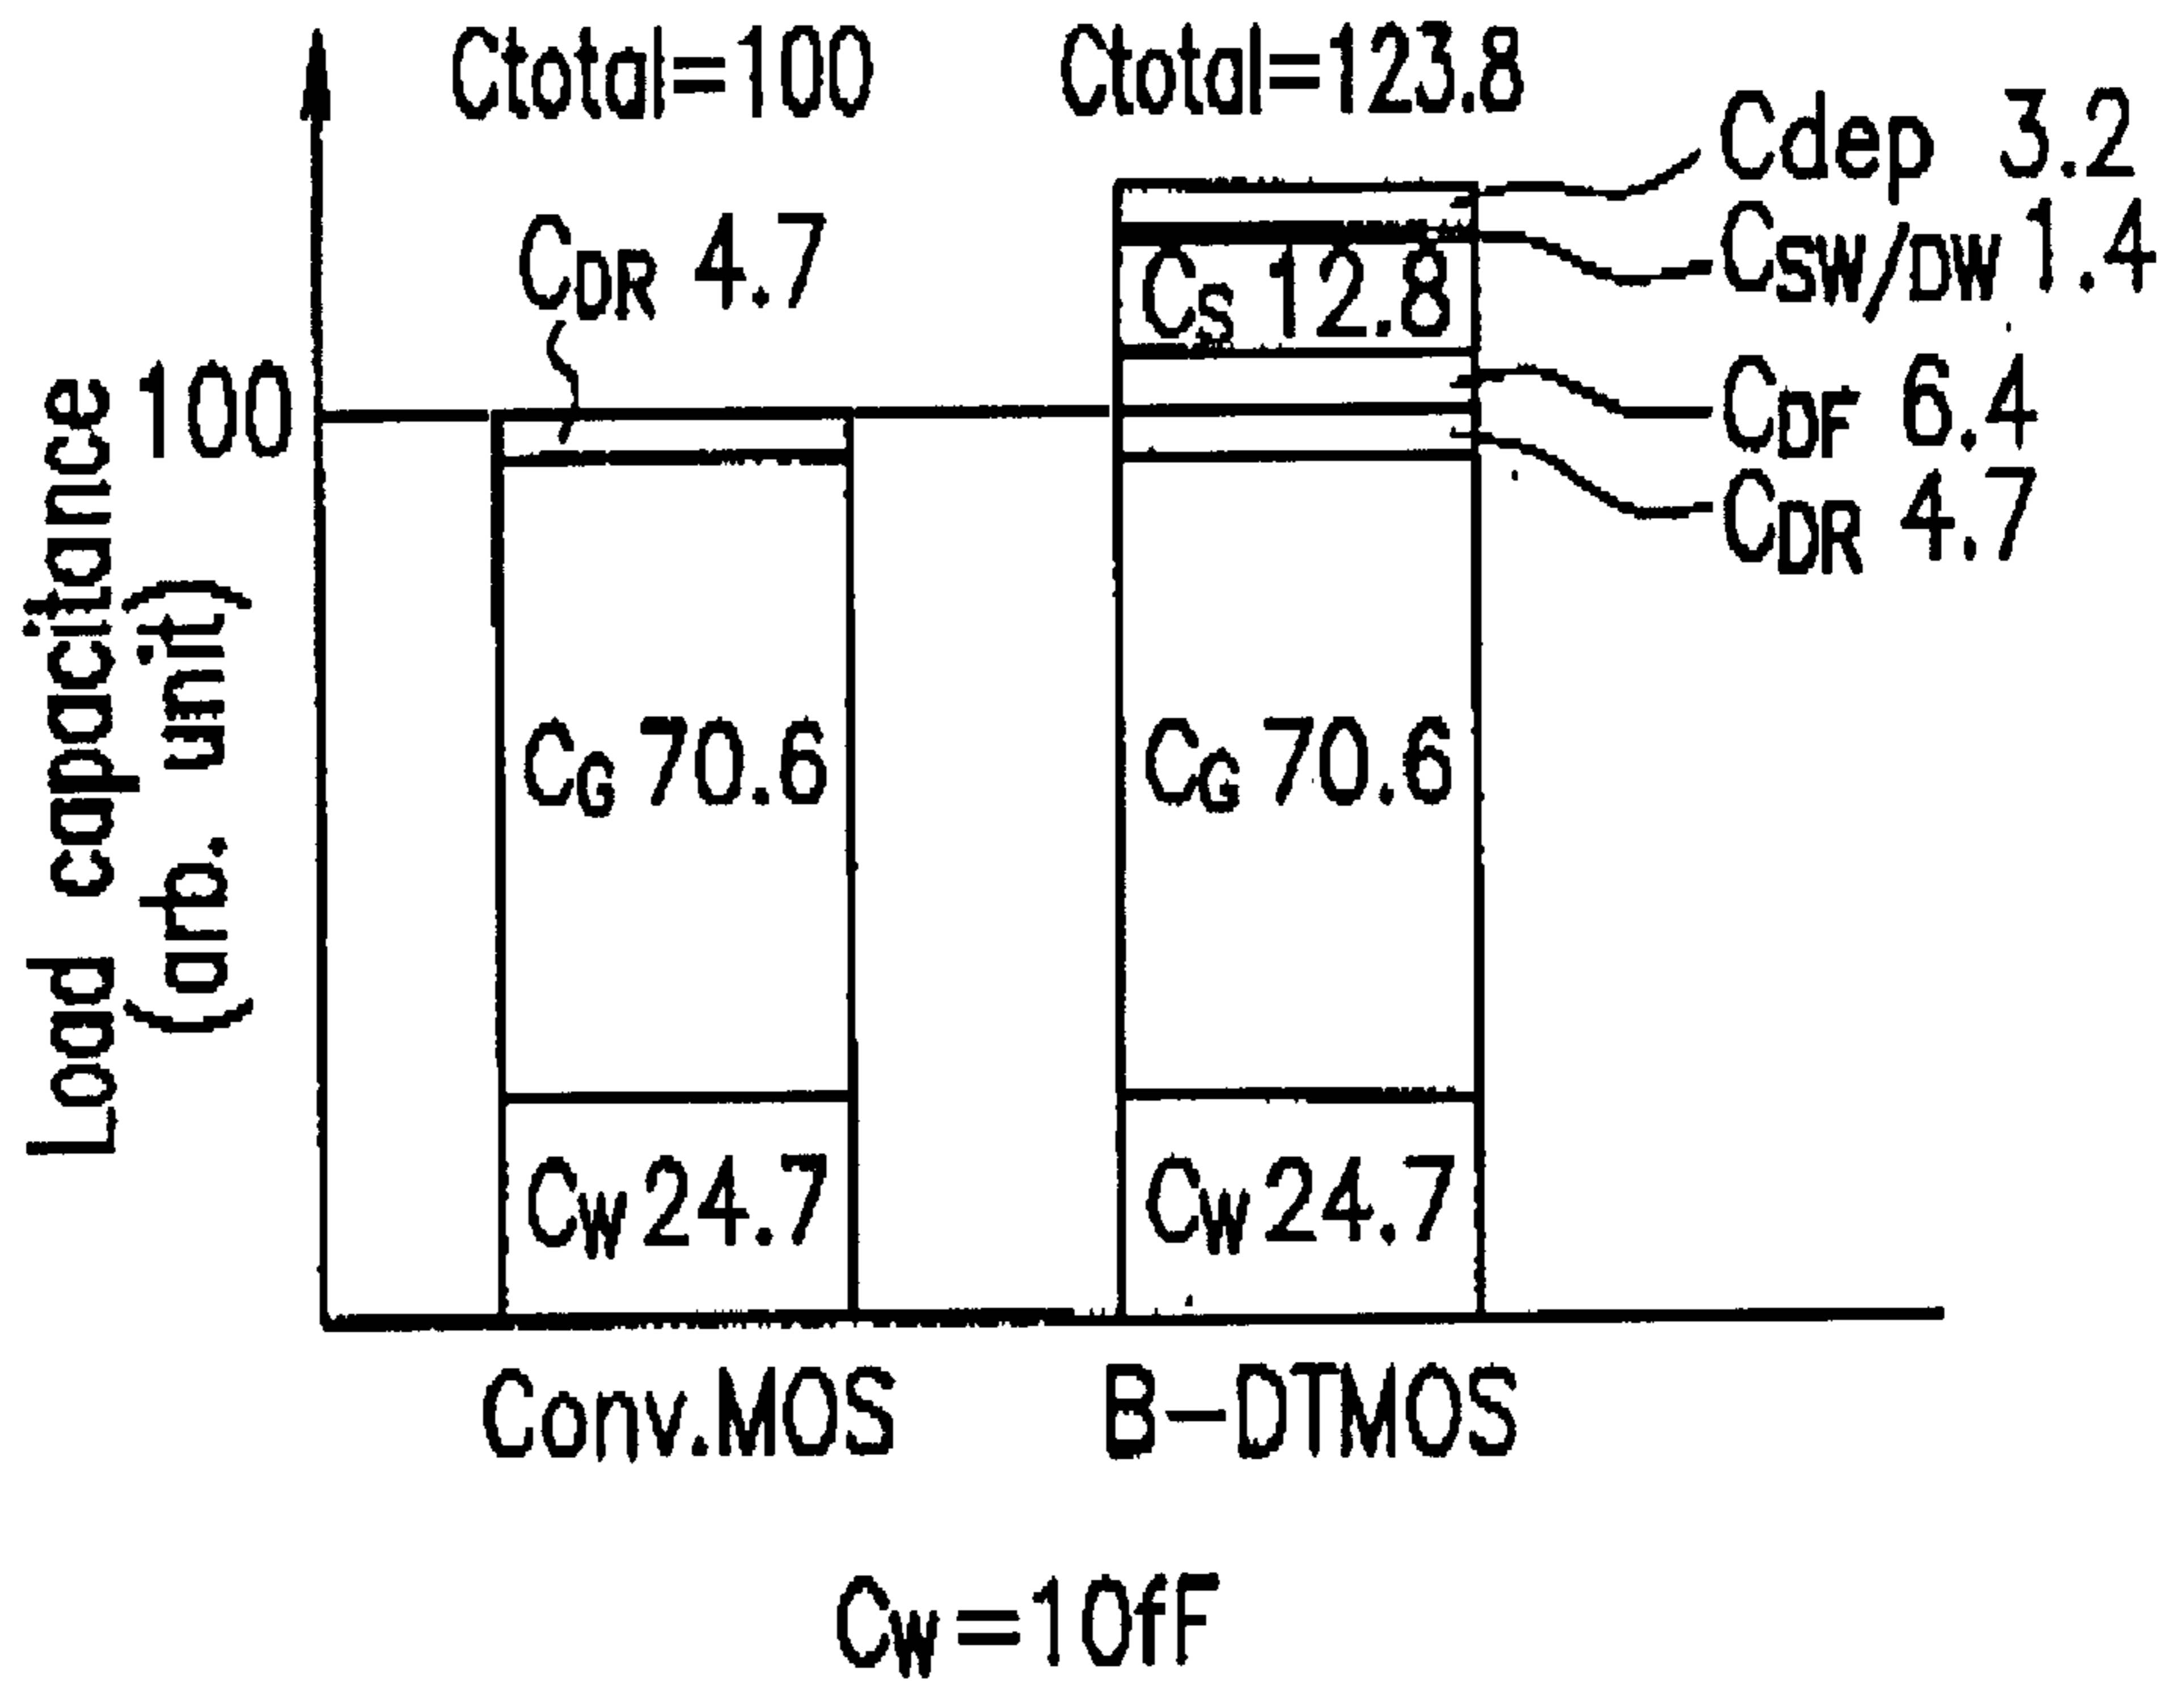 Ctotal=100
Ctotal=123.8
Cdep 3.2
CSW/DW 1.4
CDR 4.7
CS 12.8
100
CDF 6.4
CDR 4.7
Load capacitance
(arb. unit)
CG 70.6
CG 70.6
CW 24.7
CW 24.7
Conv.MOS
B-DTMOS
CW=10fF